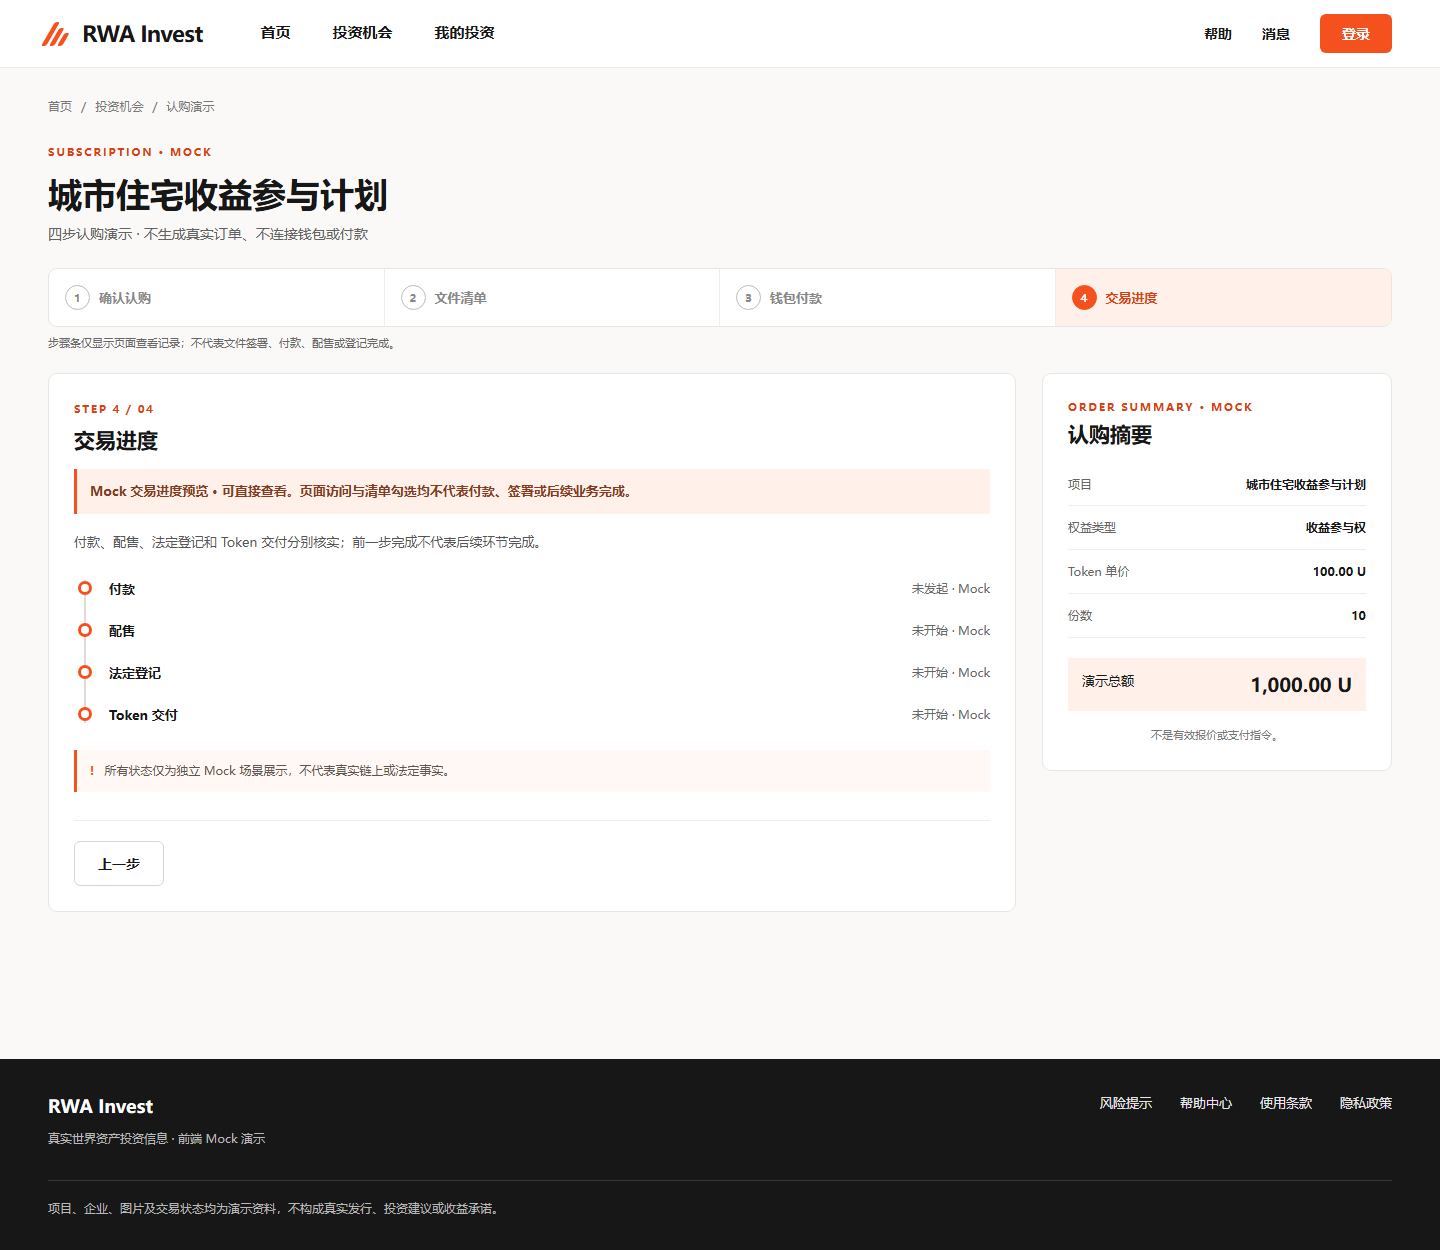 RWA Invest
首页
投资机会
我的投资
帮助
消息
登录
首页 / 投资机会 / 认购演示
SUBSCRIPTION • MOCK
城市住宅收益参与计划
四步认购演示 · 不生成真实订单、不连接钱包或付款
1 确认认购
2 文件清单
3 钱包付款
4 交易进度
步骤条仅显示页面查看记录；不代表文件签署、付款、配售或登记完成。
STEP 4 / 04
交易进度
Mock 交易进度预览 • 可直接查看。页面访问与清单勾选均不代表付款、签署或后续业务完成。
付款、配售、法定登记和 Token 交付分别核实；前一步完成不代表后续环节完成。
付款 未发起 · Mock
配售 未开始 · Mock
法定登记 未开始 · Mock
Token 交付 未开始 · Mock
! 所有状态仅为独立 Mock 场景展示，不代表真实链上或法定事实。
上一步
ORDER SUMMARY • MOCK
认购摘要
项目 城市住宅收益参与计划
权益类型 收益参与权
Token 单价 100.00 U
份数 10
演示总额 1,000.00 U
不是有效报价或支付指令。
RWA Invest
真实世界资产投资信息 · 前端 Mock 演示
风险提示
帮助中心
使用条款
隐私政策
项目、企业、图片及交易状态均为演示资料，不构成真实发行、投资建议或收益承诺。